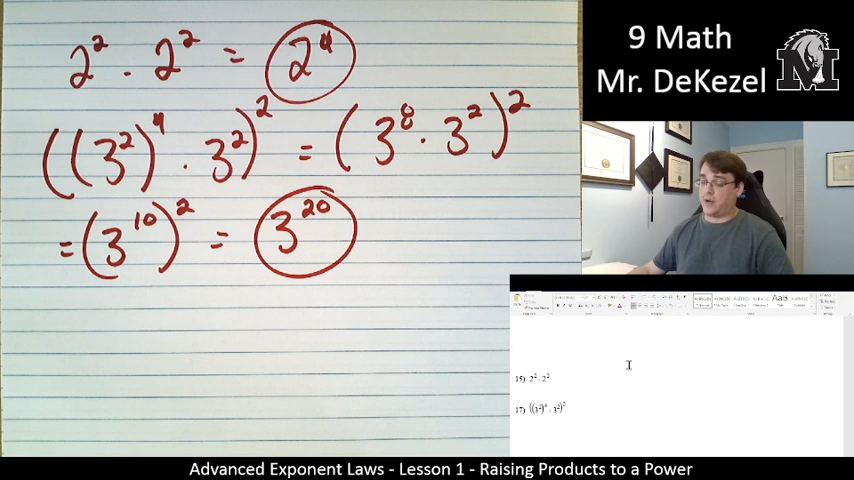 2² · 2² = 2⁴
((3²)⁴ · 3²)² = (3⁸ · 3²)²
= (3¹⁰)² = 3²⁰
9 Math
Mr. DeKezel
M
15) 2² · 2²
17) ((3²)⁴ · 3²)²
Advanced Exponent Laws - Lesson 1 - Raising Products to a Power